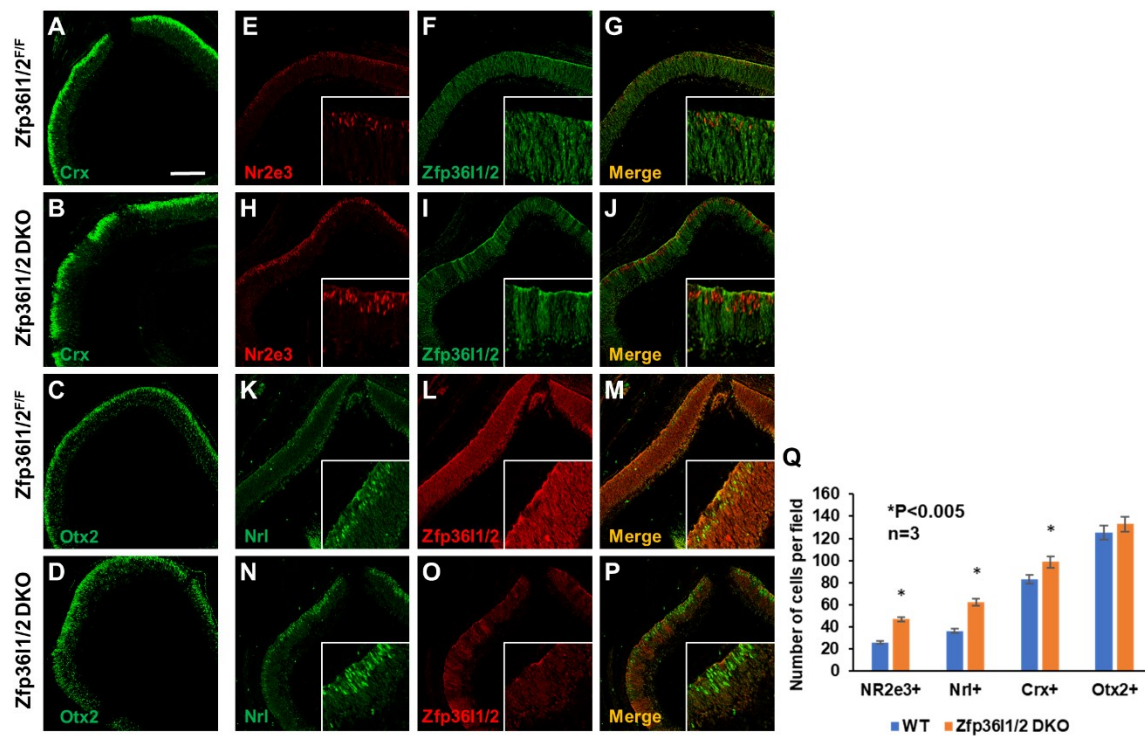 Zfp36l1/2F/F
A
Crx
E
Nr2e3
F
Zfp36l1/2
G
Merge
Zfp36l1/2 DKO
B
Crx
H
Nr2e3
I
Zfp36l1/2
J
Merge
Zfp36l1/2F/F
C
Otx2
K
Nrl
L
Zfp36l1/2
M
Merge
Zfp36l1/2 DKO
D
Otx2
N
Nrl
O
Zfp36l1/2
P
Merge
Q
Number of cells per field
160
140
120
100
80
60
40
20
0
*P<0.005
n=3
*
*
*
NR2e3+ Nrl+ Crx+ Otx2+
WT Zfp36l1/2 DKO